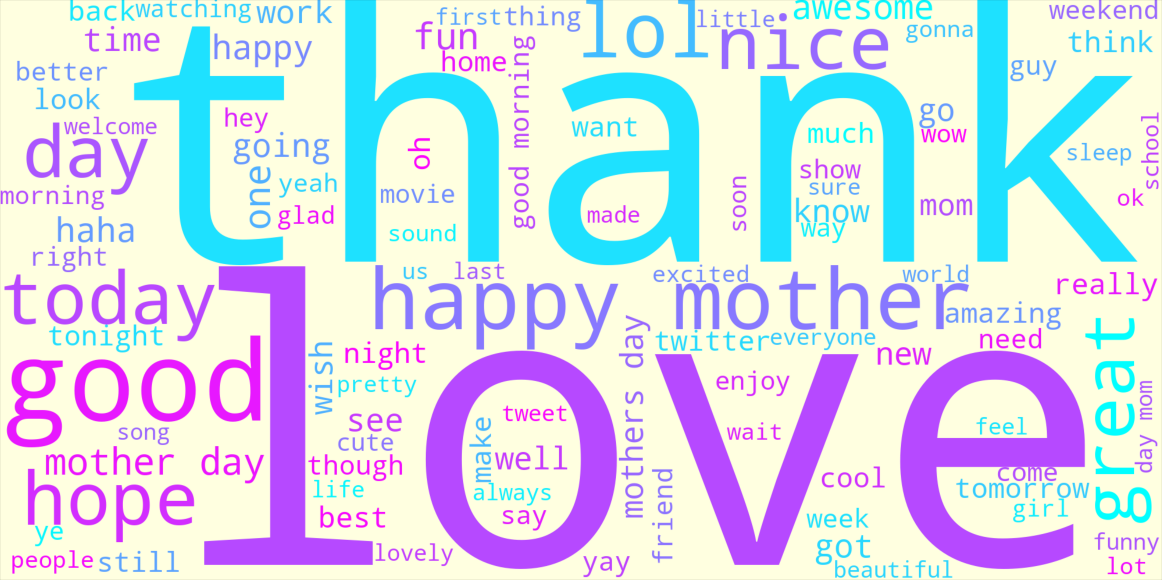 back
watching
work
first
thing
little
awesome
weekend
time
happy
fun
lol
nice
gonna
think
home
guy
better
look
thank
good morning
hey
welcome
day
going
oh
want
much
go
wow
school
sleep
yeah
one
movie
show
sure
soon
morning
glad
made
know
mom
ok
haha
sound
way
right
us
last
excited
world
really
today
happy mother
amazing
tonight
twitter
everyone
need
good
wish
night
mothers day
new
great
pretty
enjoy
love
see
tweet
song
cute
make
wait
feel
day mom
mother day
though
well
cool
come
hope
life
always
tomorrow
best
say
friend
week
girl
ye
got
people
still
lovely
yay
beautiful
funny
lot